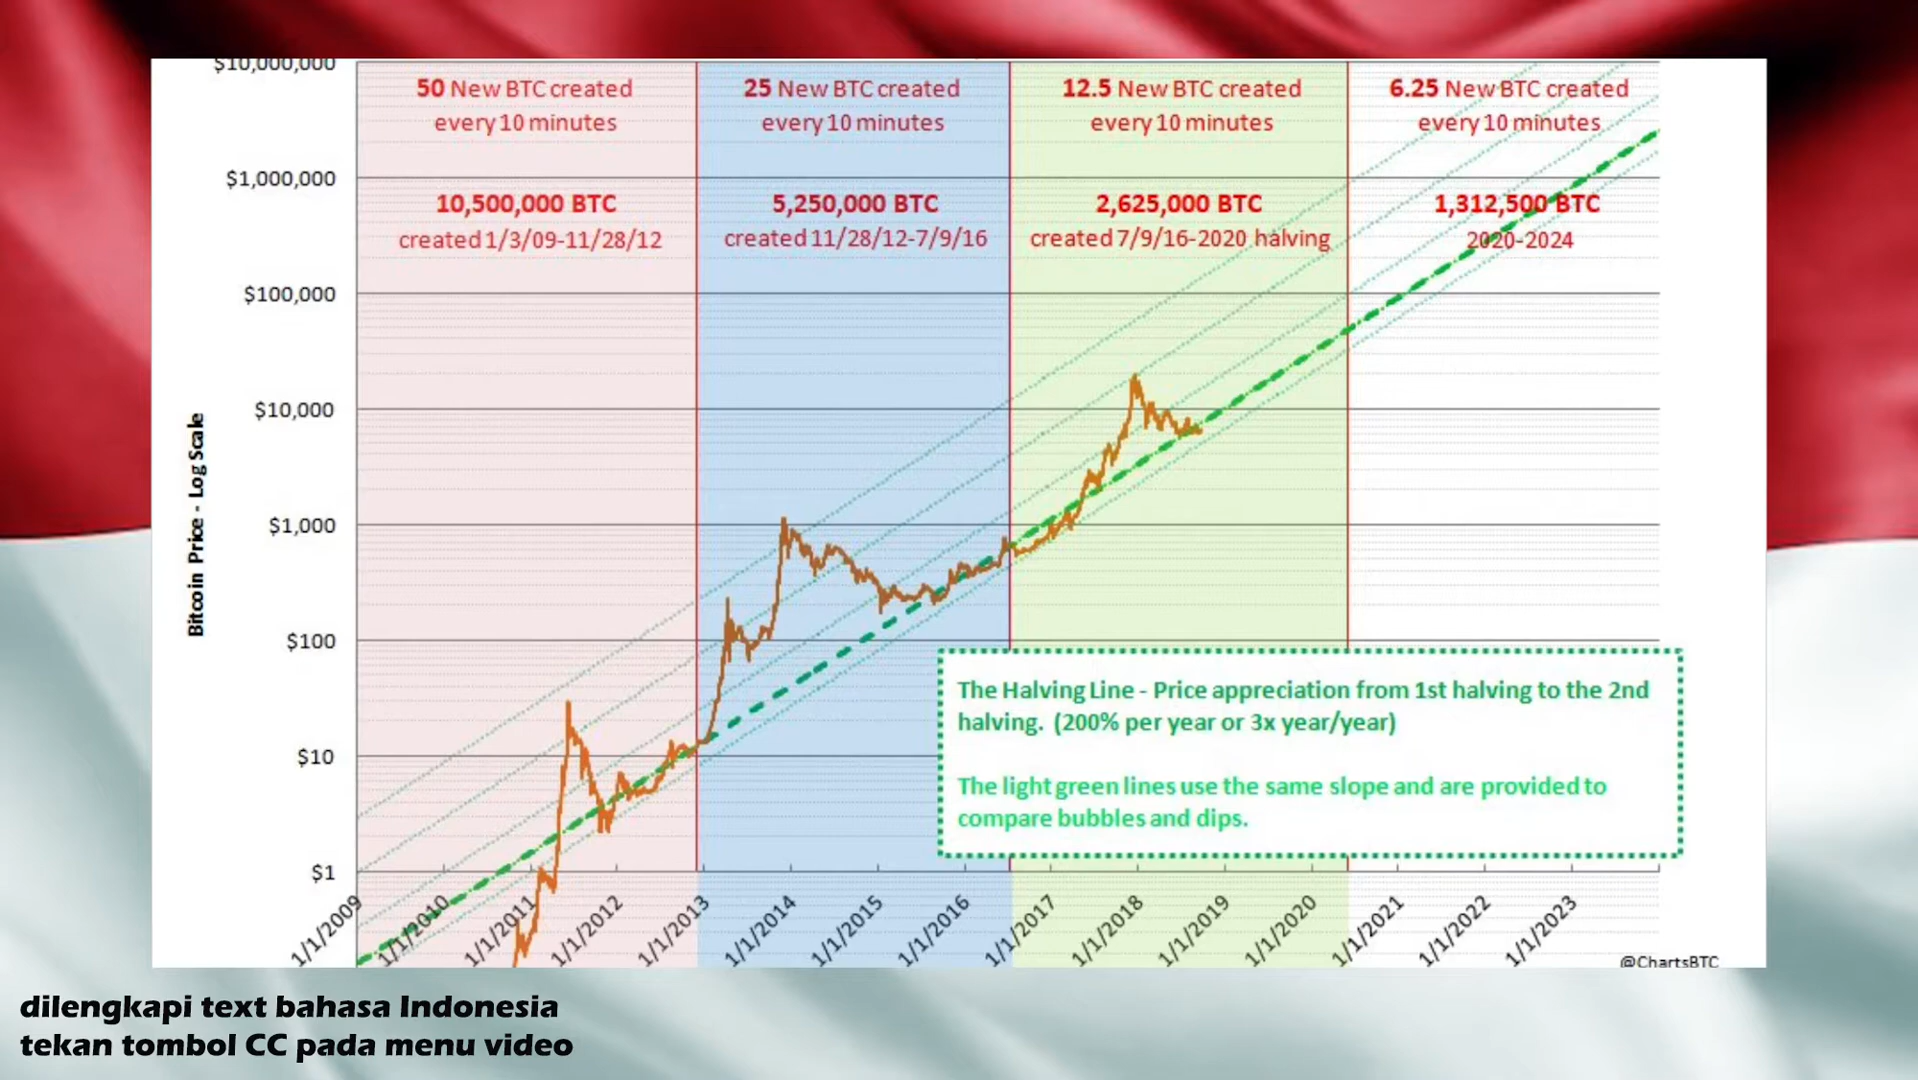 $10,000,000
50 New BTC created
every 10 minutes
25 New BTC created
every 10 minutes
12.5 New BTC created
every 10 minutes
6.25 New BTC created
every 10 minutes
$1,000,000
10,500,000 BTC
created 1/3/09-11/28/12
5,250,000 BTC
created 11/28/12-7/9/16
2,625,000 BTC
created 7/9/16-2020 halving
1,312,500 BTC
2020-2024
$100,000
$10,000
$1,000
$100
$10
$1
Bitcoin Price - Log Scale
The Halving Line - Price appreciation from 1st halving to the 2nd
halving. (200% per year or 3x year/year)
The light green lines use the same slope and are provided to
compare bubbles and dips.
1/1/2009
1/1/2010
1/1/2011
1/1/2012
1/1/2013
1/1/2014
1/1/2015
1/1/2016
1/1/2017
1/1/2018
1/1/2019
1/1/2020
1/1/2021
1/1/2022
1/1/2023
@ChartsBTC
dilengkapi text bahasa Indonesia
tekan tombol CC pada menu video